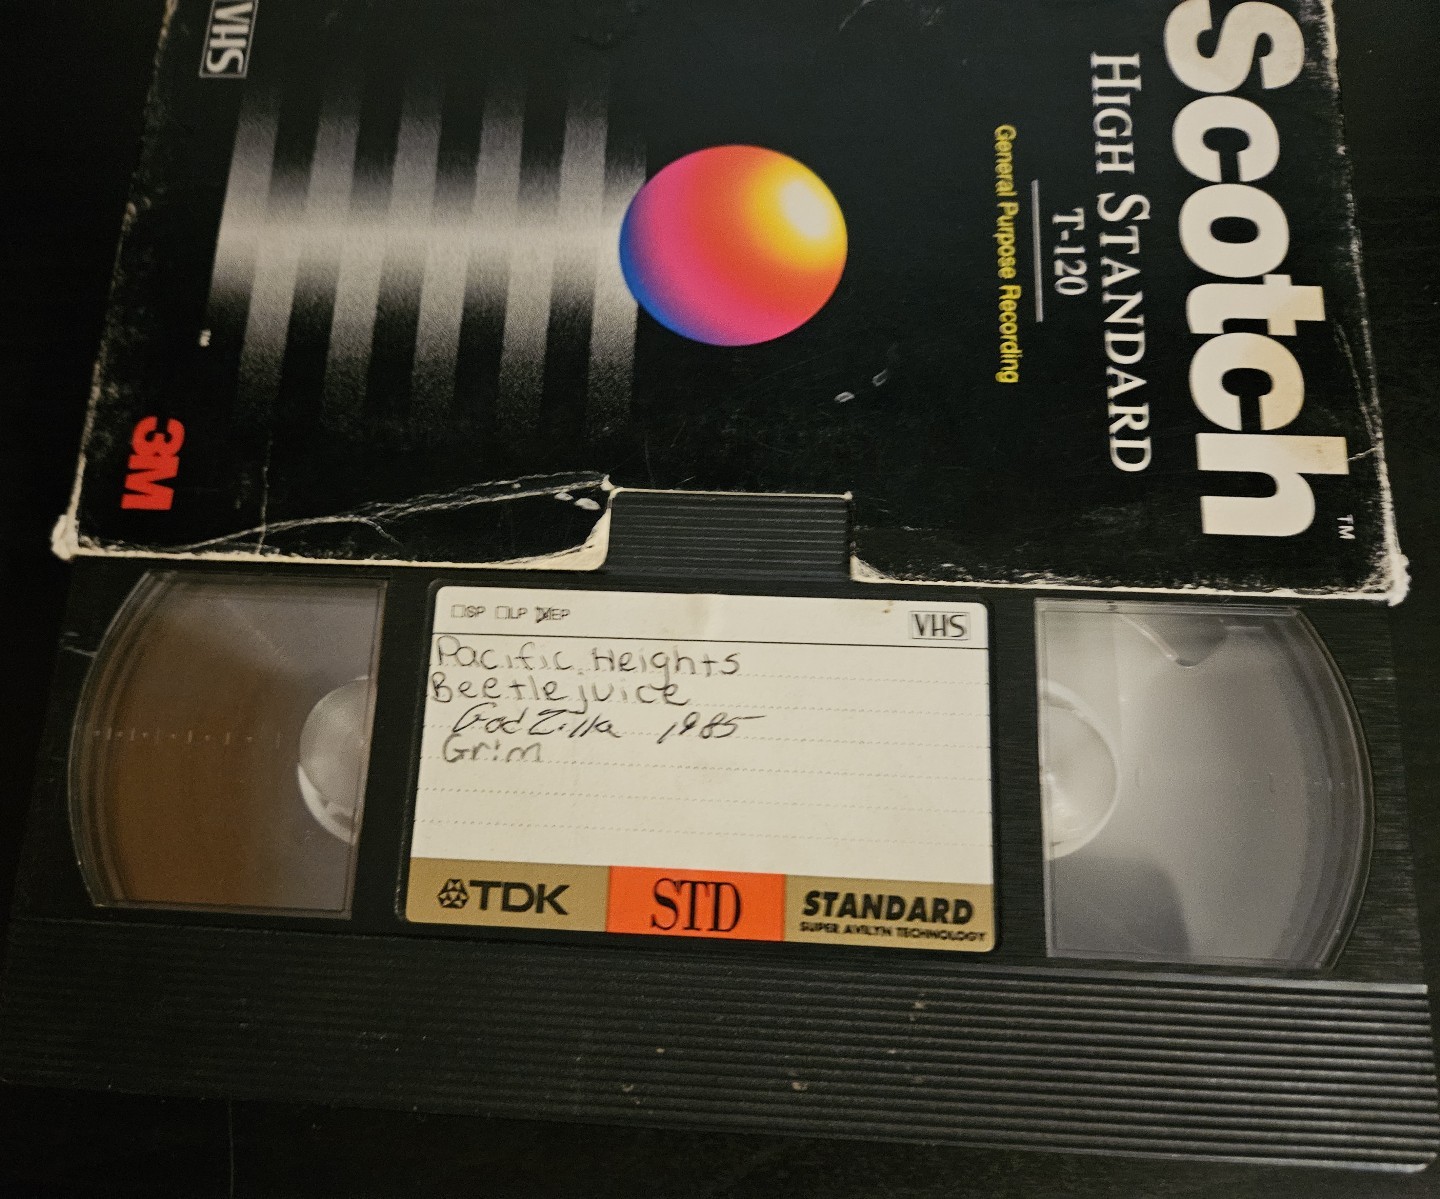 VHS
Scotch™
HIGH STANDARD
T-120
General Purpose Recording
™
3M
SP LP EP
VHS
Pacific Heights
Beetlejuice
GodZilla 1985
Grim
TDK
STD
STANDARD
SUPER AVILYN TECHNOLOGY